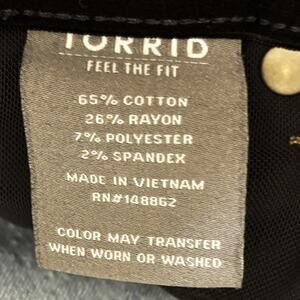 TORRID
FEEL THE FIT
65% COTTON
26% RAYON
7% POLYESTER
2% SPANDEX
MADE IN VIETNAM
RN#148862
COLOR MAY TRANSFER
WHEN WORN OR WASHED